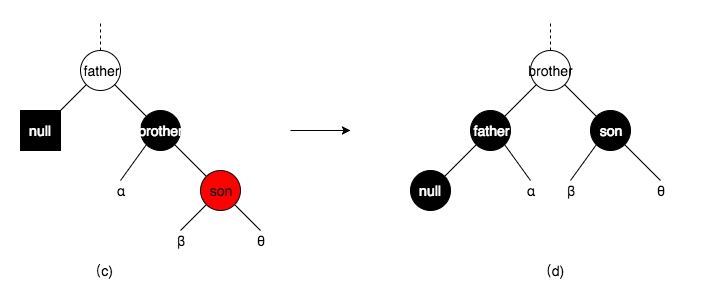 father
null
brother
α
son
β
θ
(c)
brother
father
son
null
α
β
θ
(d)